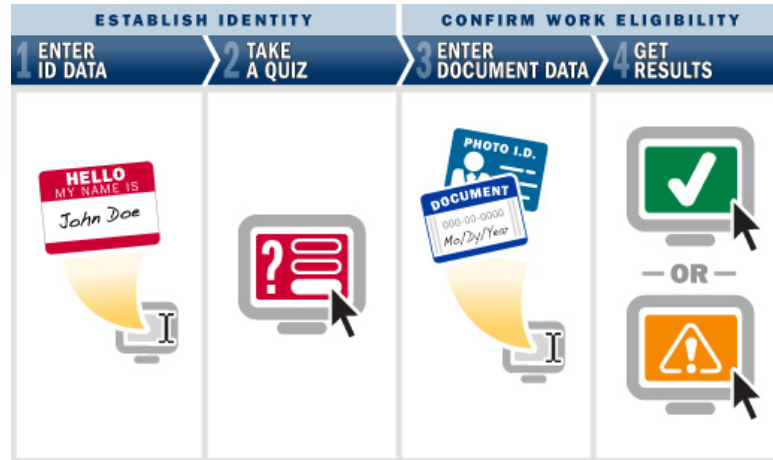 ESTABLISH IDENTITY
CONFIRM WORK ELIGIBILITY
1 ENTER
ID DATA
2 TAKE
A QUIZ
3 ENTER
DOCUMENT DATA
4 GET
RESULTS
HELLO
MY NAME IS
John Doe
?
PHOTO I.D.
DOCUMENT
000-00-0000
Mo/Dy/Year
— OR —
!